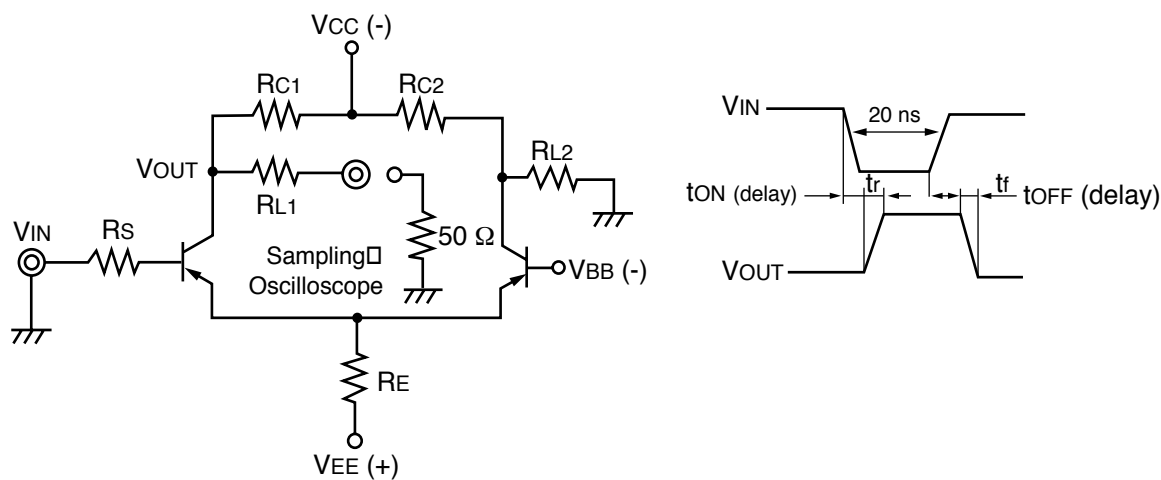 VCC (-)
RC1
RC2
VOUT
RL1
RL2
VIN
RS
Sampling□
Oscilloscope
50 Ω
VBB (-)
RE
VEE (+)
VIN
20 ns
tON (delay)
tr
tf
tOFF (delay)
VOUT